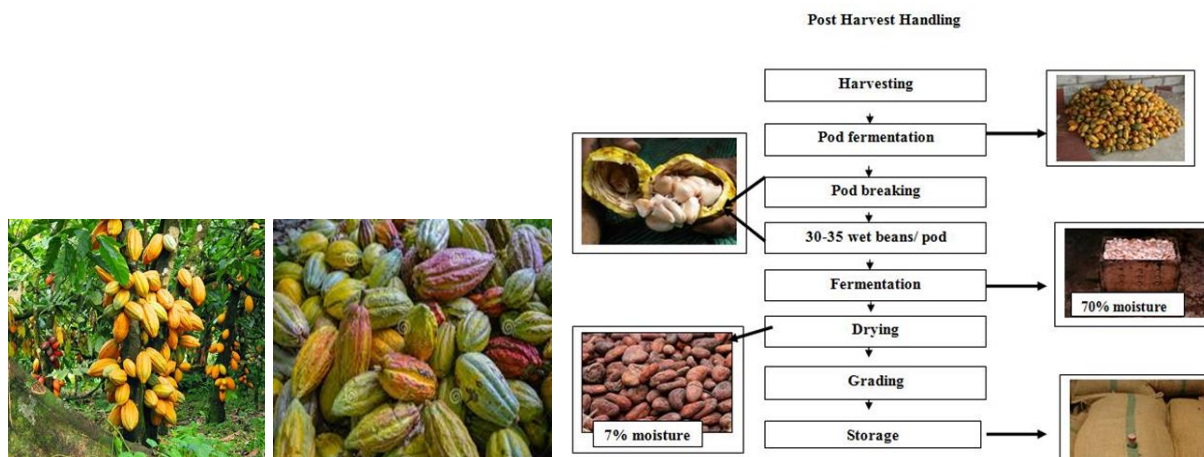 Post Harvest Handling
Harvesting
Pod fermentation
Pod breaking
30-35 wet beans/ pod
Fermentation
70% moisture
Drying
7% moisture
Grading
Storage